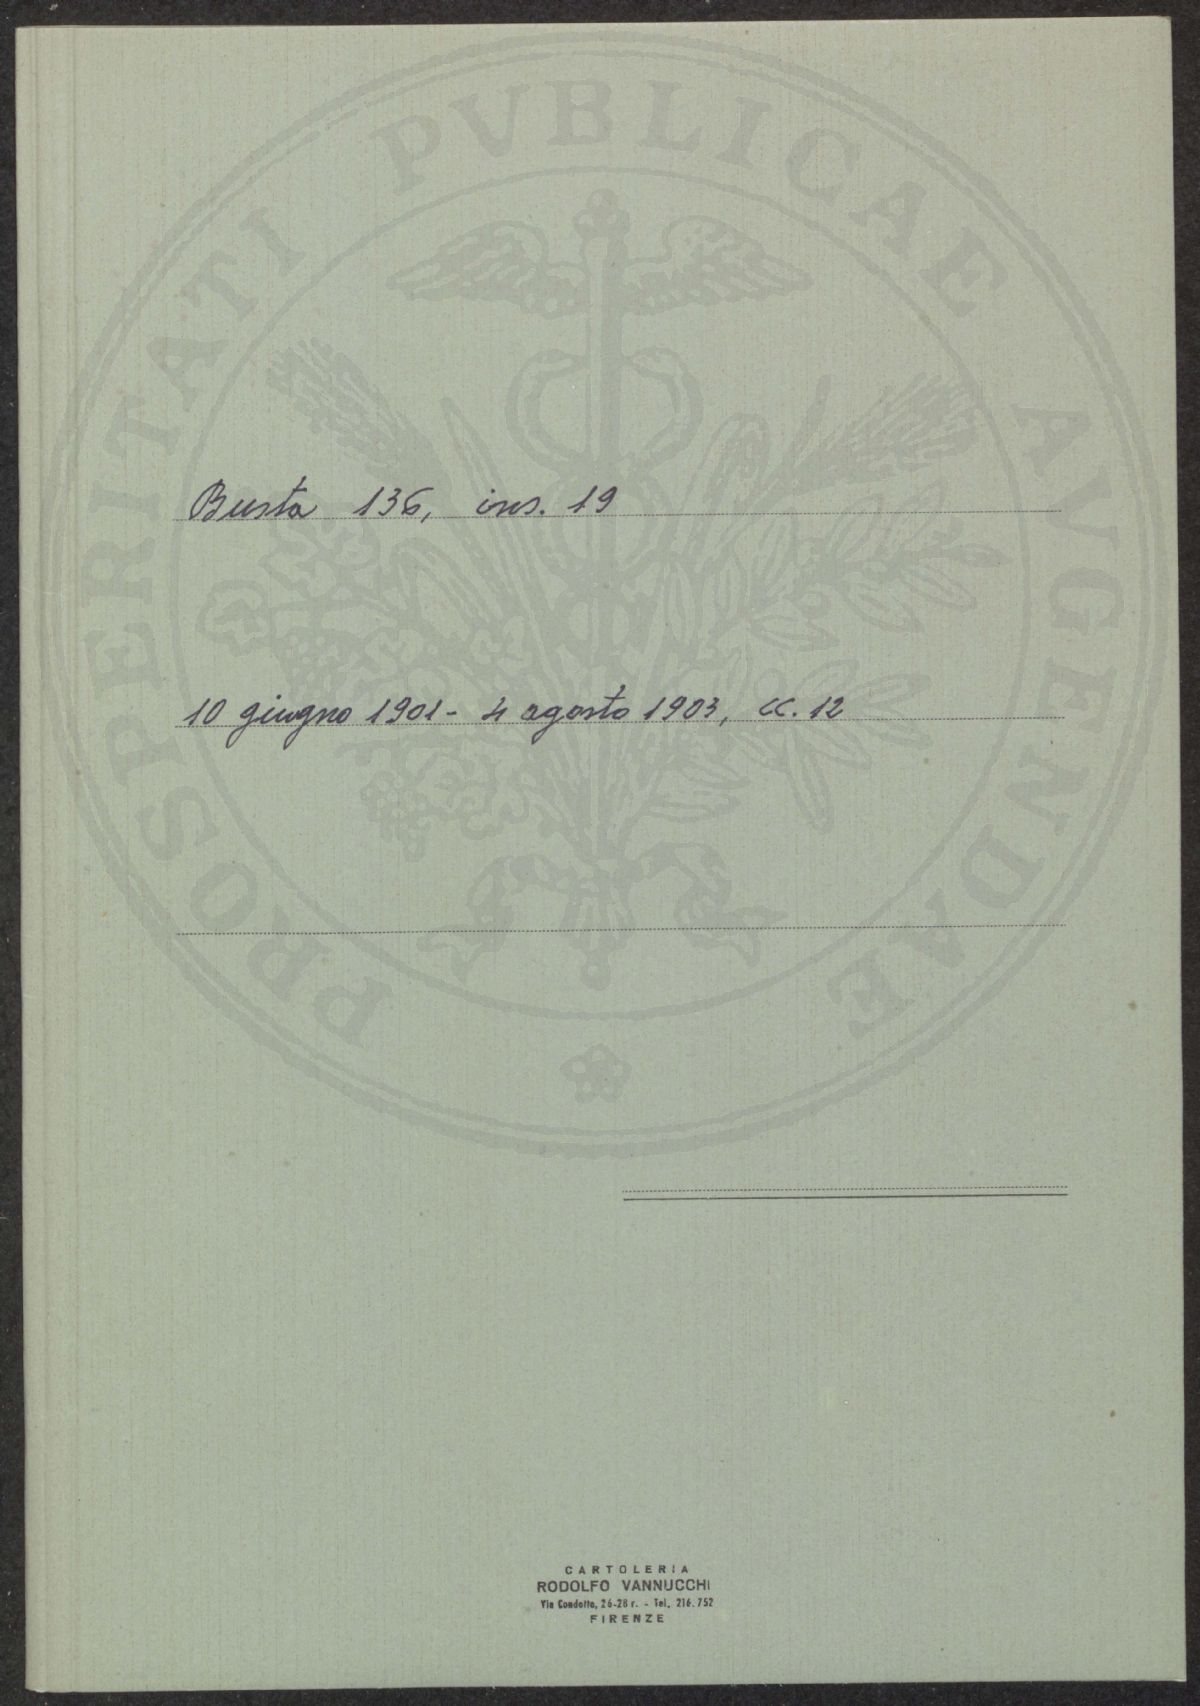 PROSPERITATI PVBLICAE AVGENDAE
Busta 136, ins. 19
10 giugno 1901 - 4 agosto 1903, cc. 12
CARTOLERIA
RODOLFO VANNUCCHI
Via Condotta, 26-28 r. - Tel. 216.752
FIRENZE